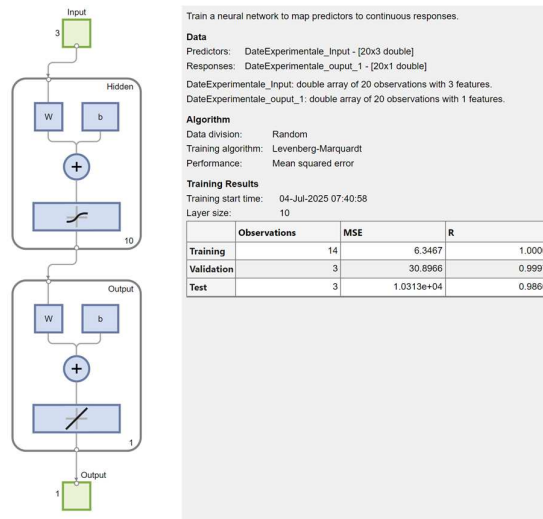 Input
3
Hidden
W
b
+
10
Output
W
b
+
1
Output
1
Train a neural network to map predictors to continuous responses.
Data
Predictors: DateExperimentale_Input - [20x3 double]
Responses: DateExperimentale_ouput_1 - [20x1 double]
DateExperimentale_Input: double array of 20 observations with 3 features.
DateExperimentale_ouput_1: double array of 20 observations with 1 features.
Algorithm
Data division: Random
Training algorithm: Levenberg-Marquardt
Performance: Mean squared error
Training Results
Training start time: 04-Jul-2025 07:40:58
Layer size: 10
Observations MSE R
Training 14 6.3467
Validation 3 30.8966
Test 3 1.0313e+04